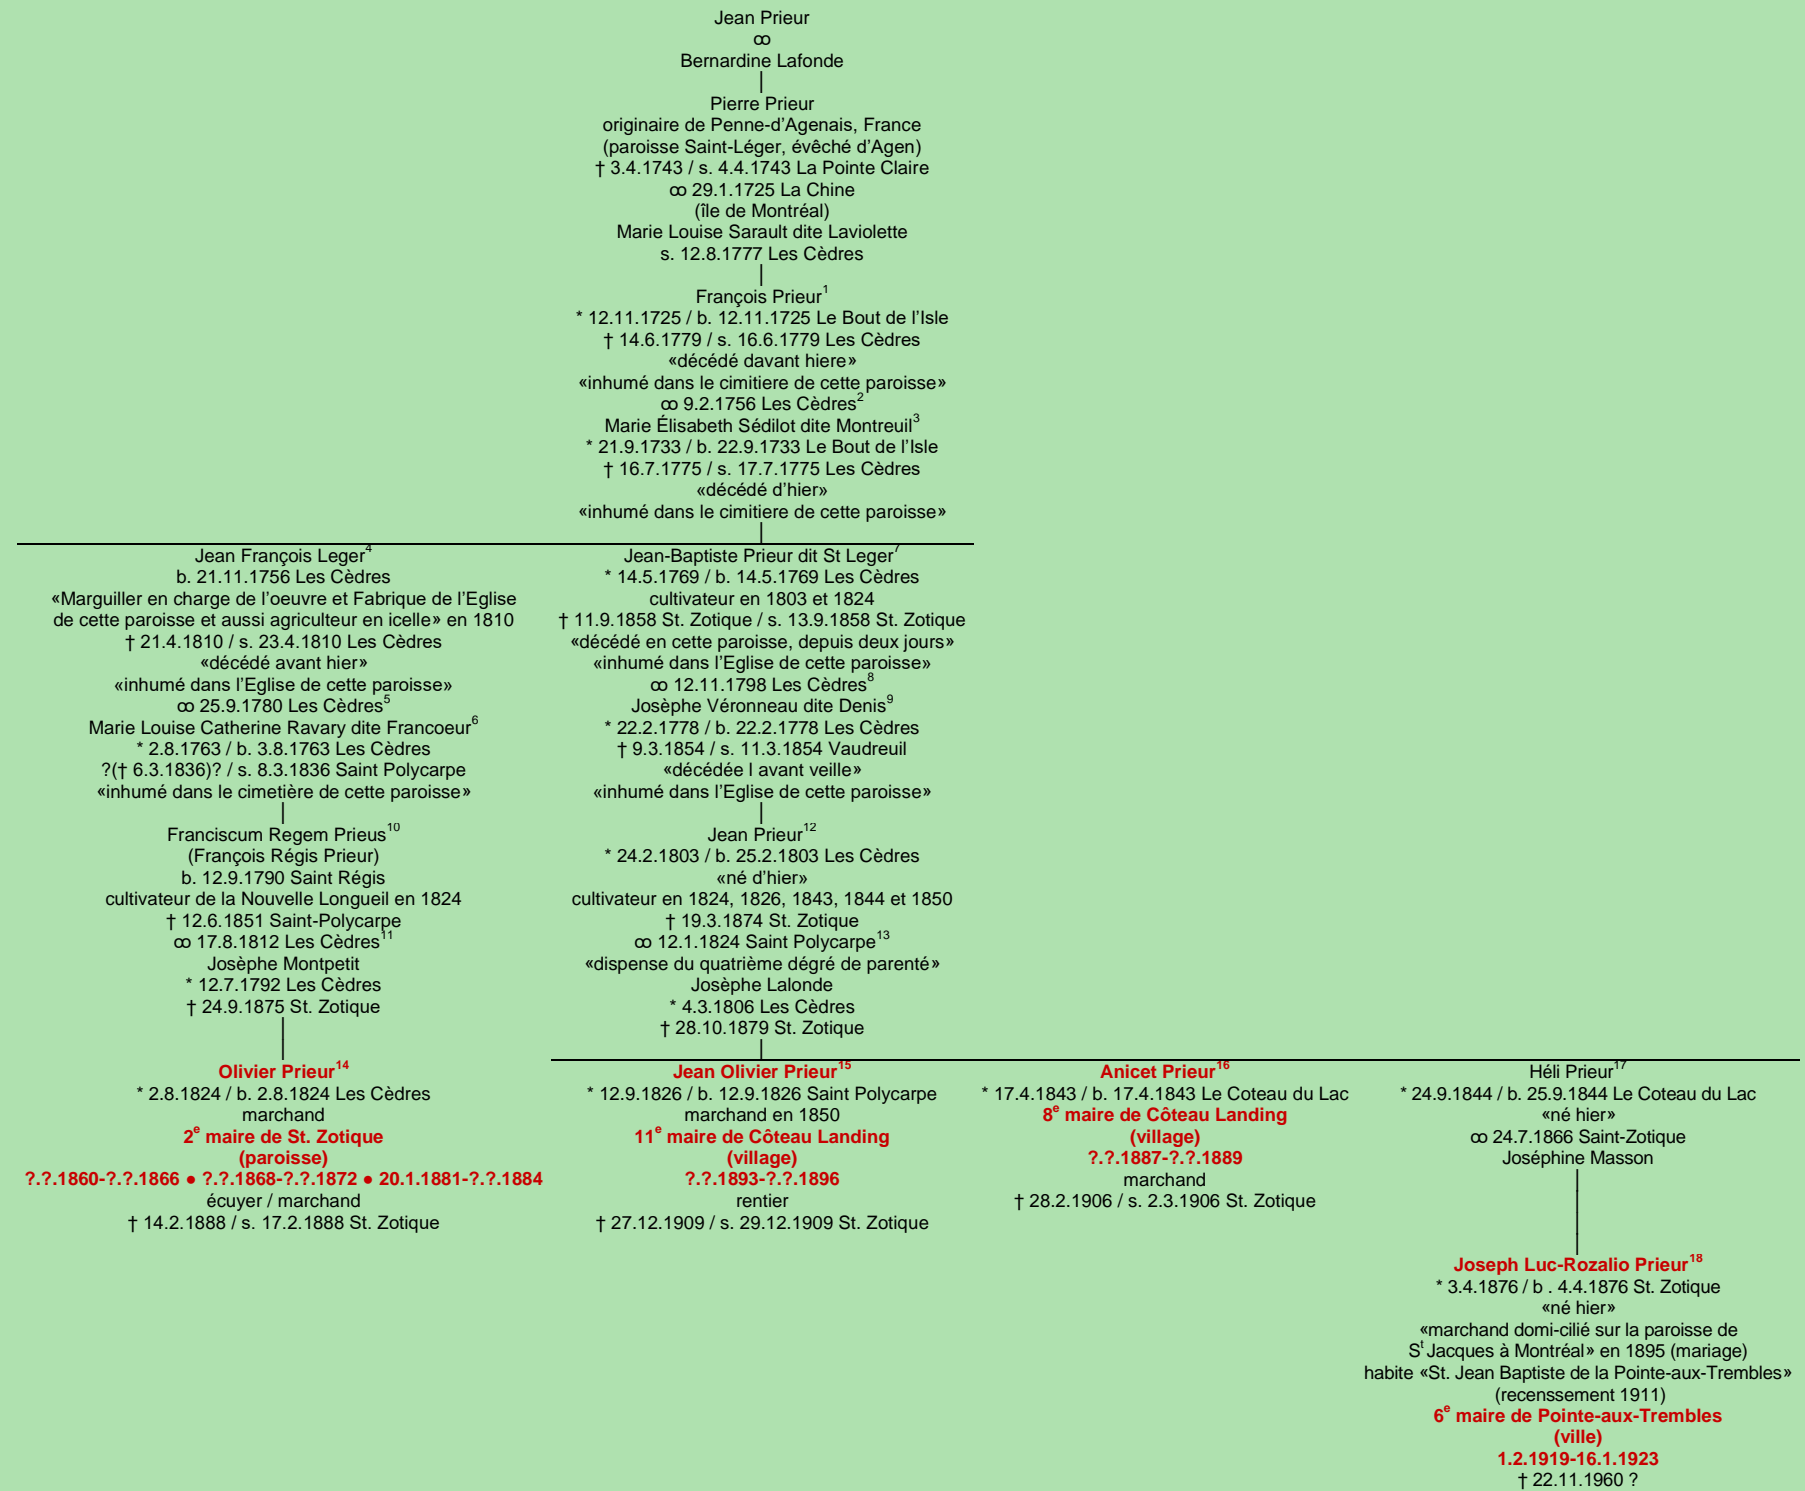 Jean Prieur
ꝏ
Bernardine Lafonde
Pierre Prieur
originaire de Penne-d’Agenais, France
(paroisse Saint-Léger, évêché d’Agen)
† 3.4.1743 / s. 4.4.1743 La Pointe Claire
ꝏ 29.1.1725 La Chine
(île de Montréal)
Marie Louise Sarault dite Laviolette
s. 12.8.1777 Les Cèdres
François Prieur¹
* 12.11.1725 / b. 12.11.1725 Le Bout de l’Isle
† 14.6.1779 / s. 16.6.1779 Les Cèdres
«décédé davant hiere»
«inhumé dans le cimitiere de cette paroisse»
ꝏ 9.2.1756 Les Cèdres²
Marie Élisabeth Sédilot dite Montreuil³
* 21.9.1733 / b. 22.9.1733 Le Bout de l’Isle
† 16.7.1775 / s. 17.7.1775 Les Cèdres
«décédé d’hier»
«inhumé dans le cimitiere de cette paroisse»
Jean François Leger⁴
b. 21.11.1756 Les Cèdres
«Marguiller en charge de l’oeuvre et Fabrique de l’Eglise
de cette paroisse et aussi agriculteur en icelle» en 1810
† 21.4.1810 / s. 23.4.1810 Les Cèdres
«décédé avant hier»
«inhumé dans l’Eglise de cette paroisse»
ꝏ 25.9.1780 Les Cèdres⁵
Marie Louise Catherine Ravary dite Francoeur⁶
* 2.8.1763 / b. 3.8.1763 Les Cèdres
?(† 6.3.1836)? / s. 8.3.1836 Saint Polycarpe
«inhumé dans le cimetière de cette paroisse»
Franciscum Regem Prieus¹⁰
(François Régis Prieur)
b. 12.9.1790 Saint Régis
cultivateur de la Nouvelle Longueil en 1824
† 12.6.1851 Saint-Polycarpe
ꝏ 17.8.1812 Les Cèdres¹¹
Josèphe Montpetit
* 12.7.1792 Les Cèdres
† 24.9.1875 St. Zotique
Olivier Prieur¹⁴
* 2.8.1824 / b. 2.8.1824 Les Cèdres
marchand
2ᵉ maire de St. Zotique
(paroisse)
?.?.1860-?.?.1866 ● ?.?.1868-?.?.1872 ● 20.1.1881-?.?.1884
écuyer / marchand
† 14.2.1888 / s. 17.2.1888 St. Zotique
Jean-Baptiste Prieur dit St Leger⁷
* 14.5.1769 / b. 14.5.1769 Les Cèdres
cultivateur en 1803 et 1824
† 11.9.1858 St. Zotique / s. 13.9.1858 St. Zotique
«décédé en cette paroisse, depuis deux jours»
«inhumé dans l’Eglise de cette paroisse»
ꝏ 12.11.1798 Les Cèdres⁸
Josèphe Véronneau dite Denis⁹
* 22.2.1778 / b. 22.2.1778 Les Cèdres
† 9.3.1854 / s. 11.3.1854 Vaudreuil
«décédée l avant veille»
«inhumé dans l’Eglise de cette paroisse»
Jean Prieur¹²
* 24.2.1803 / b. 25.2.1803 Les Cèdres
«né d’hier»
cultivateur en 1824, 1826, 1843, 1844 et 1850
† 19.3.1874 St. Zotique
ꝏ 12.1.1824 Saint Polycarpe¹³
«dispense du quatrième dégré de parenté»
Josèphe Lalonde
* 4.3.1806 Les Cèdres
† 28.10.1879 St. Zotique
Jean Olivier Prieur¹⁵
* 12.9.1826 / b. 12.9.1826 Saint Polycarpe
marchand en 1850
11ᵉ maire de Côteau Landing
(village)
?.?.1893-?.?.1896
rentier
† 27.12.1909 / s. 29.12.1909 St. Zotique
Anicet Prieur¹⁶
* 17.4.1843 / b. 17.4.1843 Le Coteau du Lac
8ᵉ maire de Côteau Landing
(village)
?.?.1887-?.?.1889
marchand
† 28.2.1906 / s. 2.3.1906 St. Zotique
Héli Prieur¹⁷
* 24.9.1844 / b. 25.9.1844 Le Coteau du Lac
«né hier»
ꝏ 24.7.1866 Saint-Zotique
Joséphine Masson
Joseph Luc-Rozalio Prieur¹⁸
* 3.4.1876 / b . 4.4.1876 St. Zotique
«né hier»
«marchand domi-cilié sur la paroisse de
Sᵗ Jacques à Montréal» en 1895 (mariage)
habite «St. Jean Baptiste de la Pointe-aux-Trembles»
(recenssement 1911)
6ᵉ maire de Pointe-aux-Trembles
(ville)
1.2.1919-16.1.1923
† 22.11.1960 ?